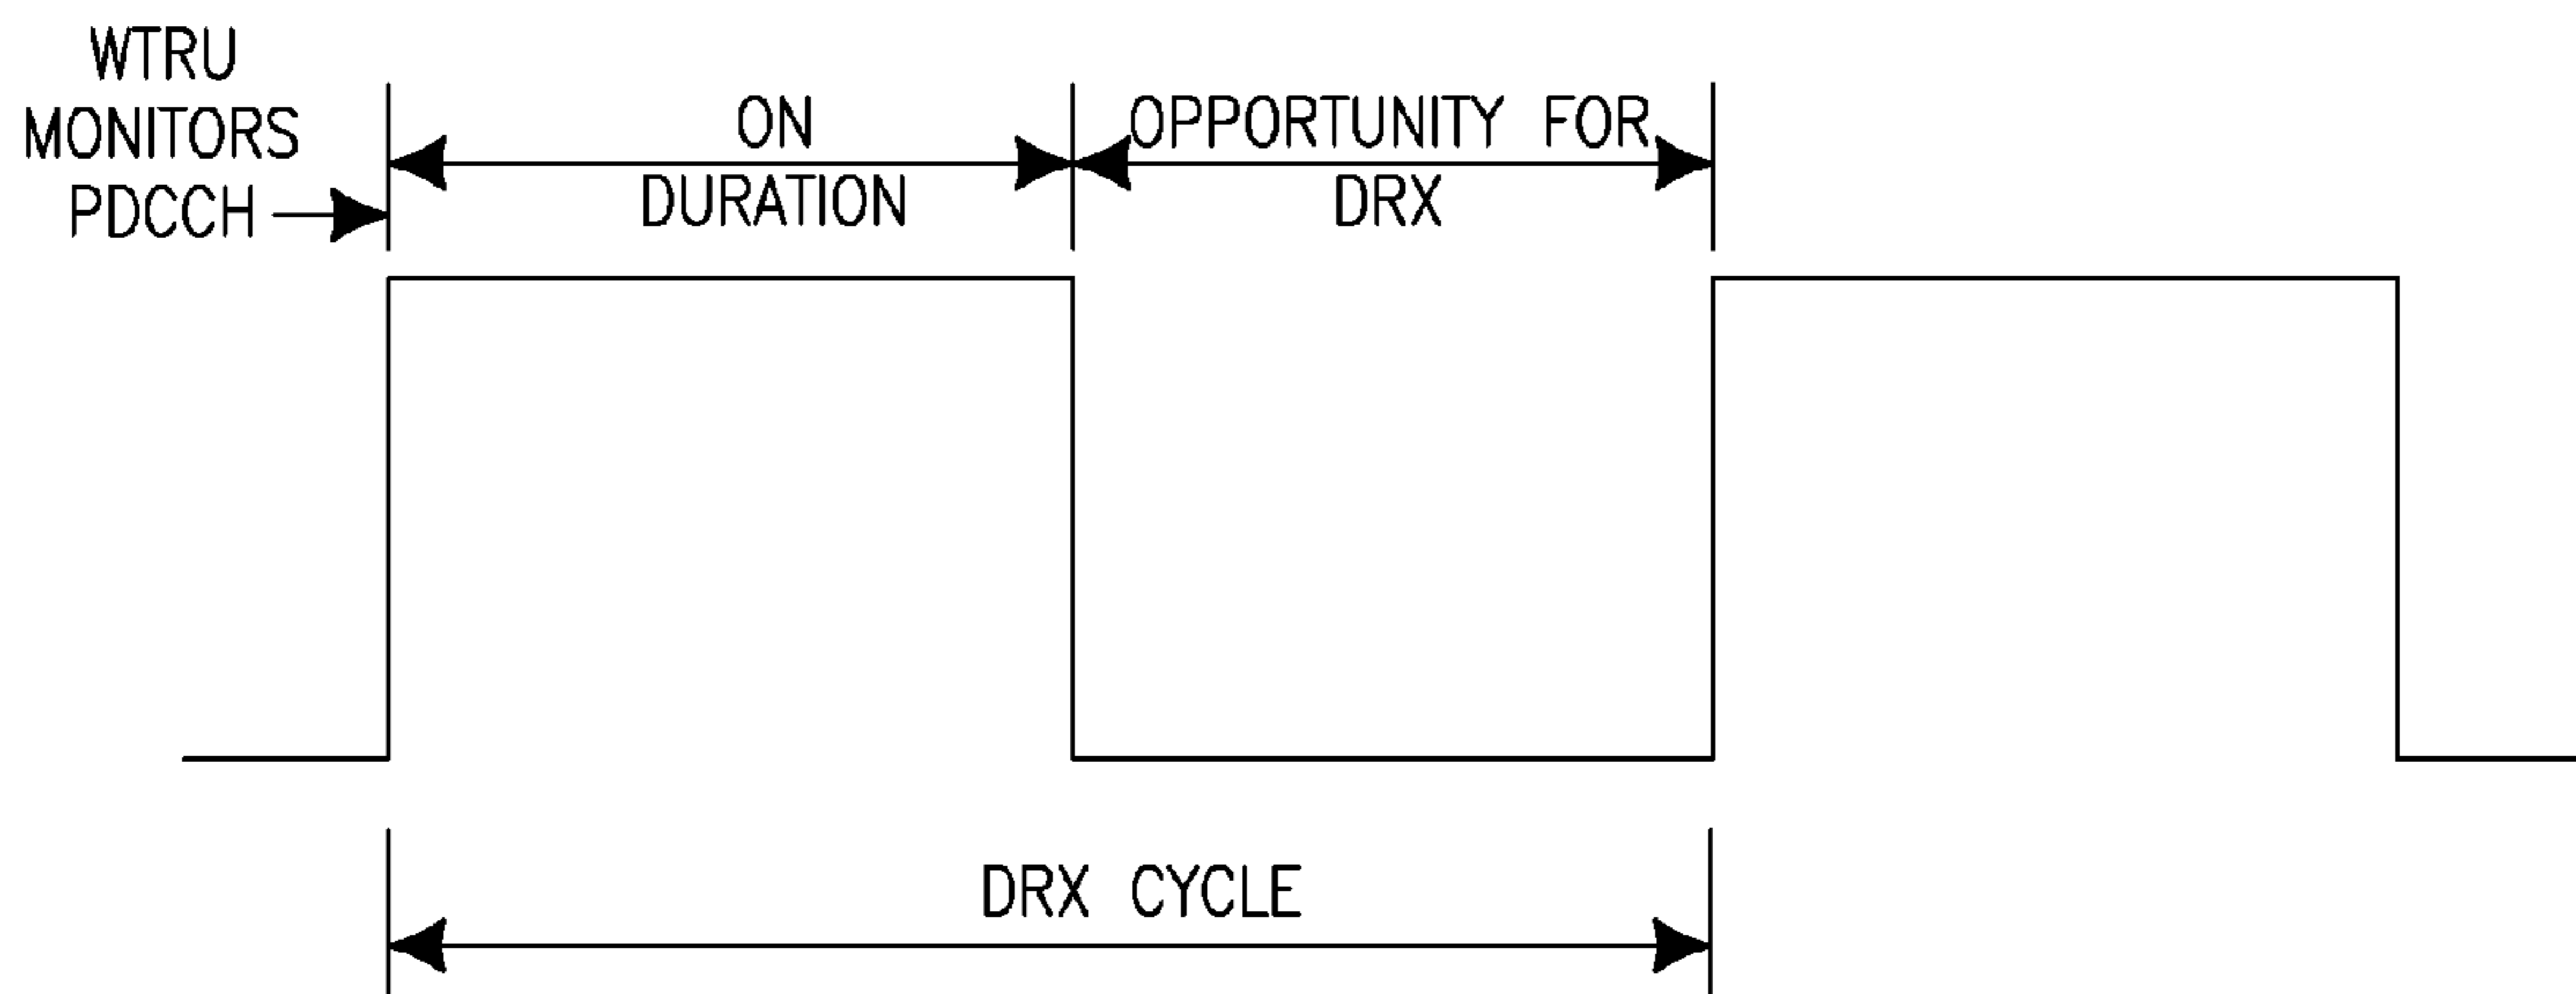 WTRU
MONITORS
PDCCH
ON
DURATION
OPPORTUNITY FOR
DRX
DRX CYCLE